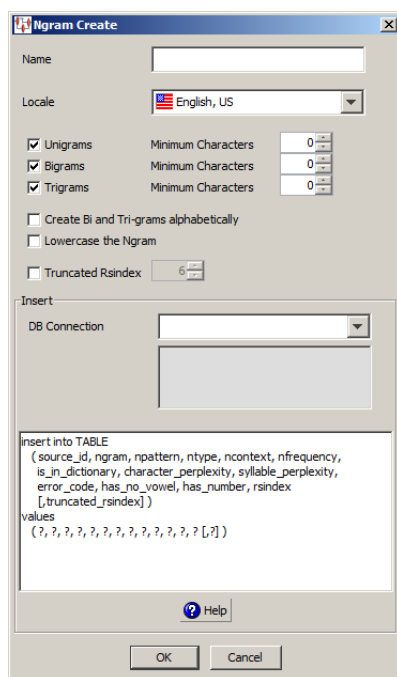 Ngram Create
Name
Locale English, US
Unigrams Minimum Characters 0
Bigrams Minimum Characters 0
Trigrams Minimum Characters 0
Create Bi and Tri-grams alphabetically
Lowercase the Ngram
Truncated Rsindex 6
Insert
DB Connection
insert into TABLE
( source_id, ngram, npattern, ntype, ncontext, nfrequency,
is_in_dictionary, character_perplexity, syllable_perplexity,
error_code, has_no_vowel, has_number, rsindex
[,truncated_rsindex] )
values
( ?, ?, ?, ?, ?, ?, ?, ?, ?, ?, ?, ?, ? [,?] )
Help
OK Cancel